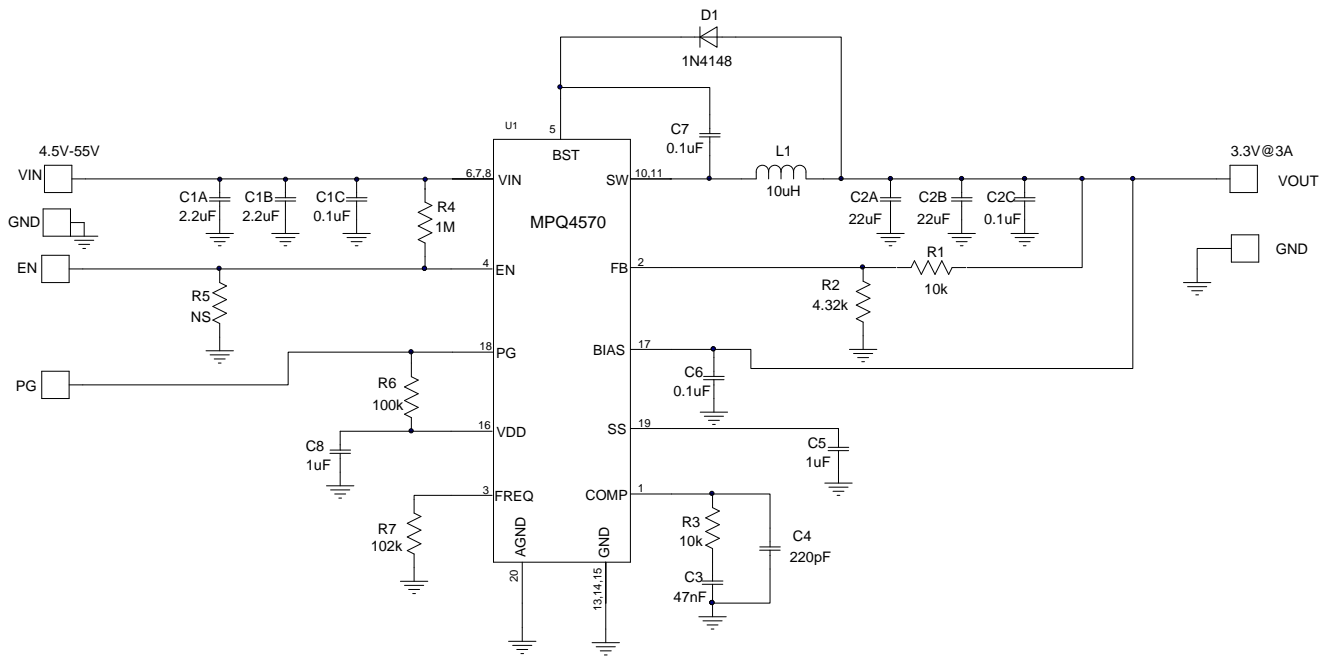 D1
1N4148
U1
5
C7
0.1uF
BST
L1
10uH
4.5V-55V
VIN
6,7,8
VIN
SW
10,11
3.3V@3A
VOUT
C1A
2.2uF
C1B
2.2uF
C1C
0.1uF
R4
1M
MPQ4570
C2A
22uF
C2B
22uF
C2C
0.1uF
GND
GND
EN
4
EN
FB
2
R1
10k
R5
NS
R2
4.32k
18
PG
BIAS
17
PG
R6
100k
C6
0.1uF
16
VDD
SS
19
C8
1uF
C5
1uF
3
FREQ
COMP
1
R7
102k
AGND
GND
R3
10k
C4
220pF
20
13,14,15
C3
47nF